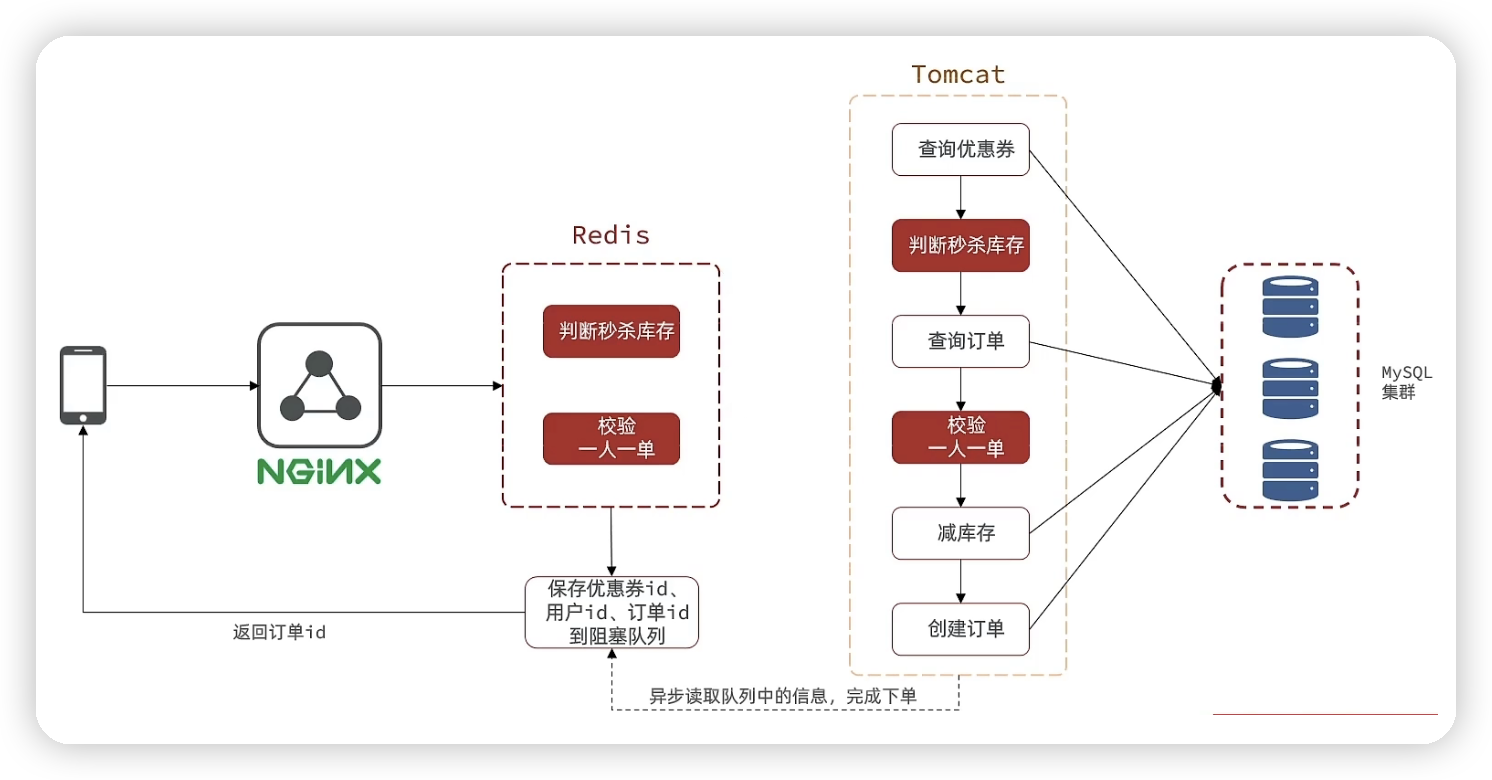 Tomcat
查询优惠券
判断秒杀库存
查询订单
校验
一人一单
减库存
创建订单
Redis
判断秒杀库存
校验
一人一单
NGiNX
保存优惠券id、
用户id、订单id
到阻塞队列
返回订单id
异步读取队列中的信息，完成下单
MySQL
集群